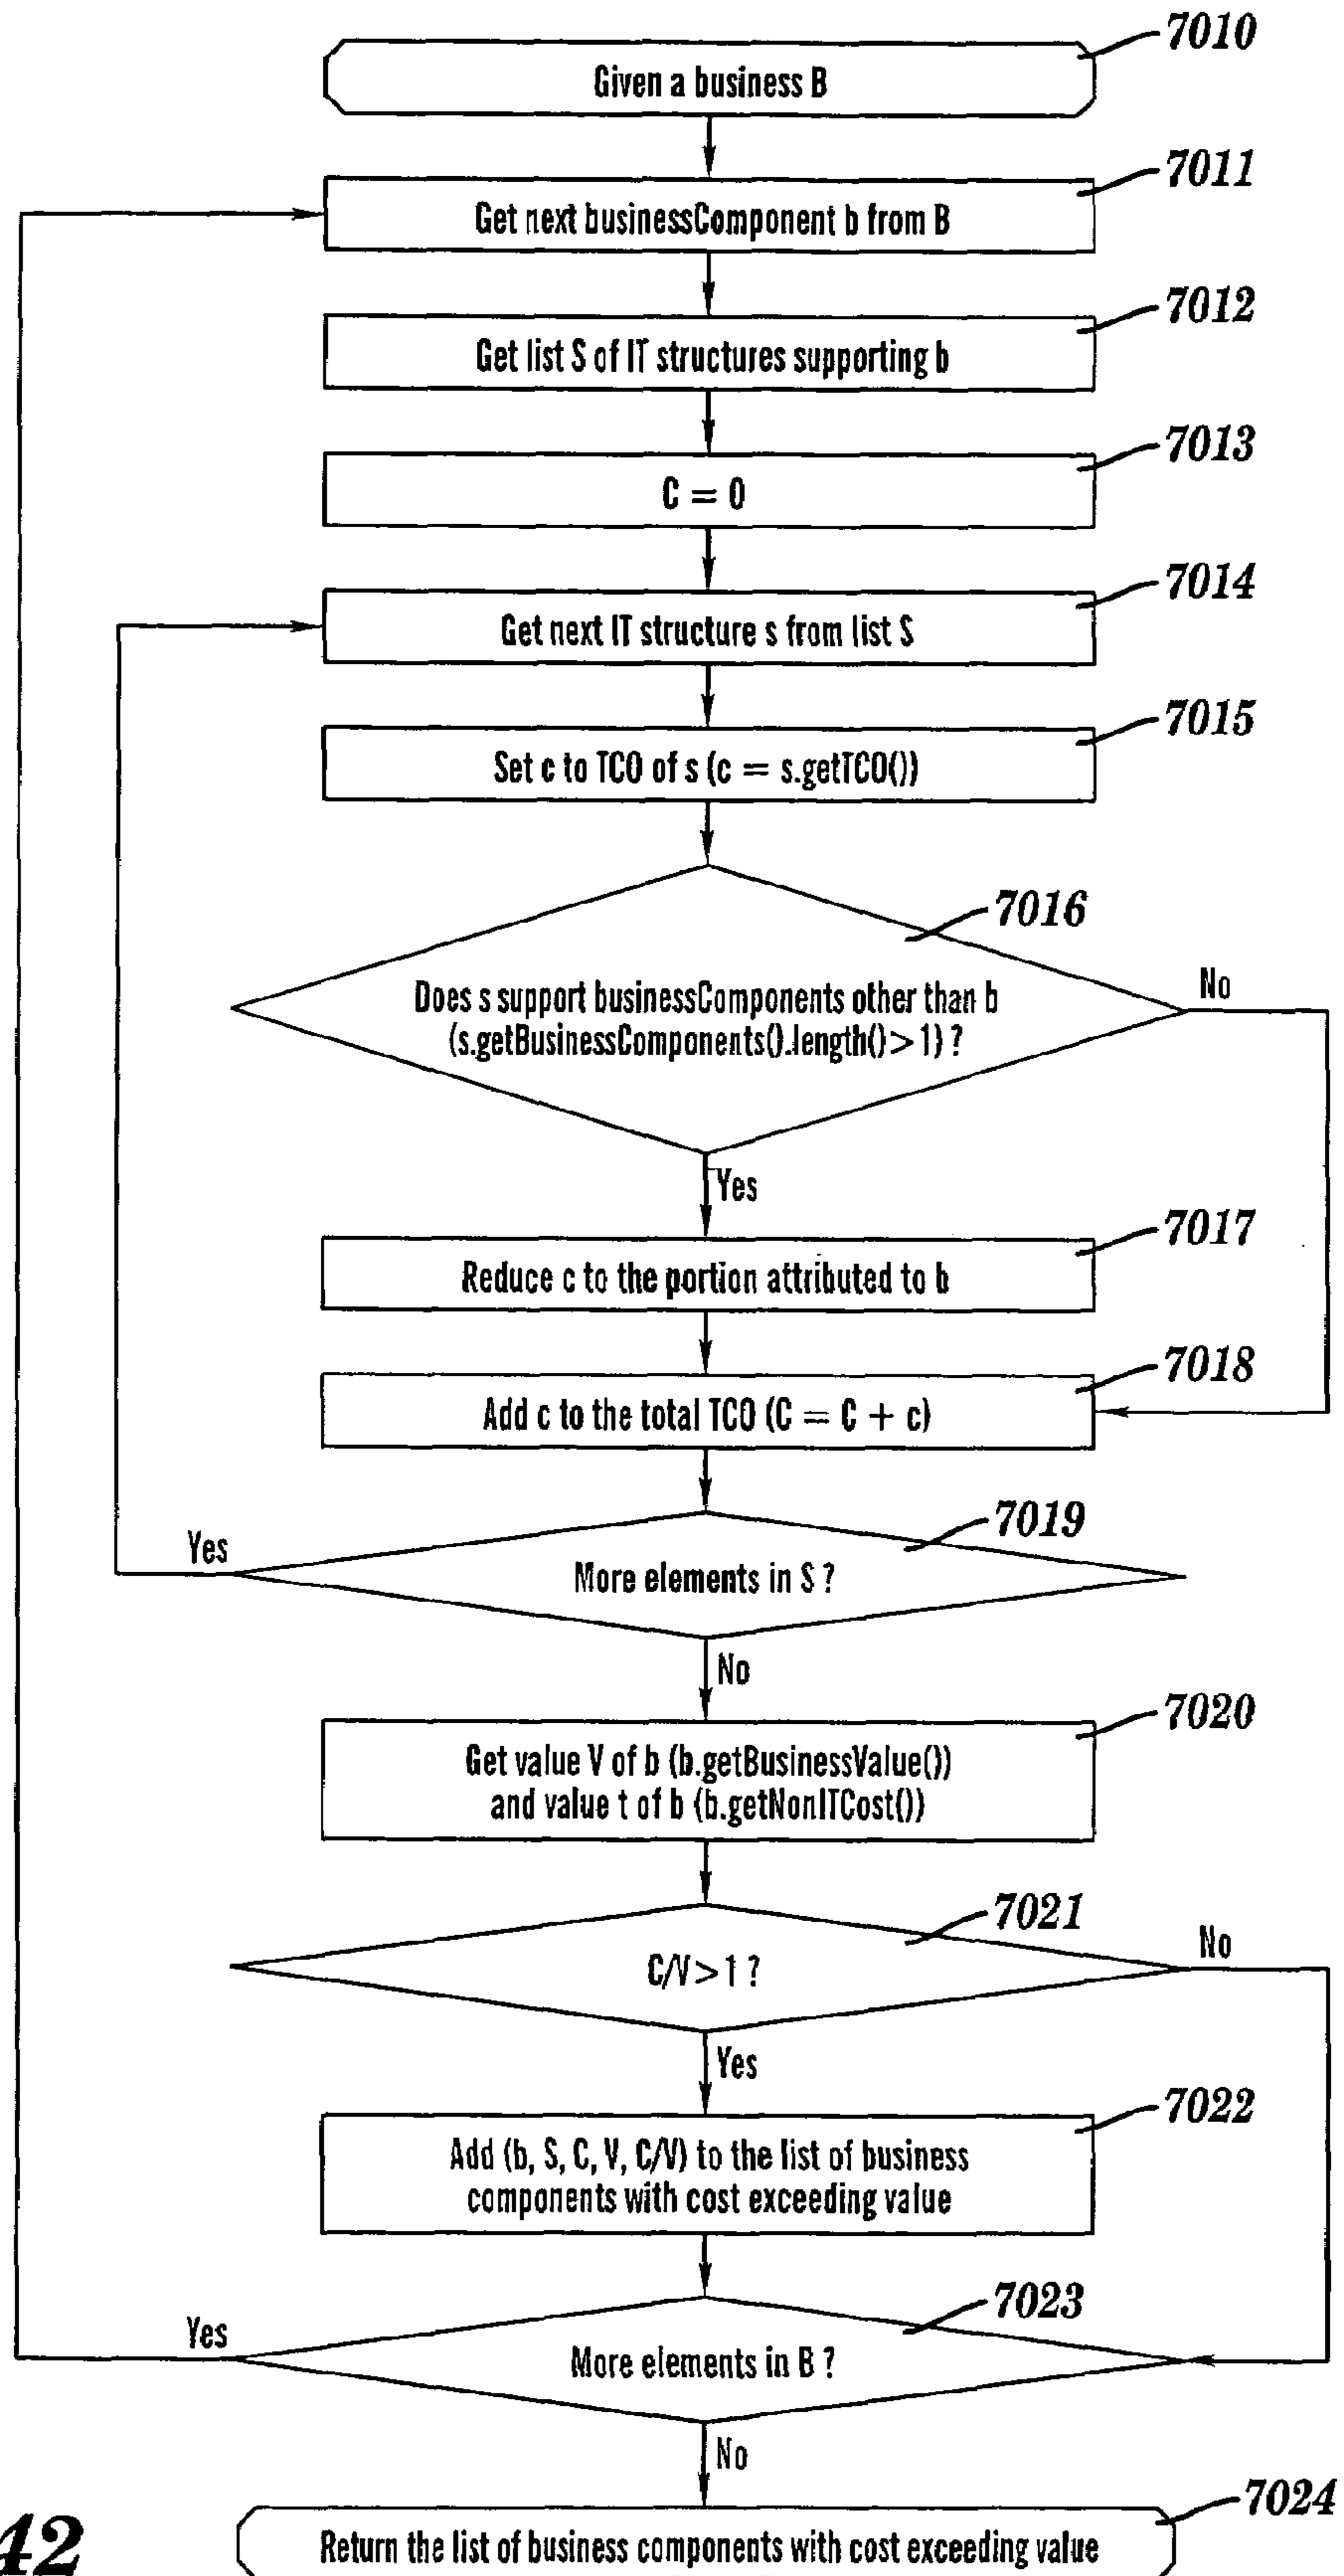 7010
Given a business B
7011
Get next businessComponent b from B
7012
Get list S of IT structures supporting b
7013
C = 0
7014
Get next IT structure s from list S
7015
Set c to TCO of s (c = s.getTCO())
7016
Does s support businessComponents other than b
(s.getBusinessComponents().length() > 1) ?
No
Yes
7017
Reduce c to the portion attributed to b
7018
Add c to the total TCO (C = C + c)
7019
Yes
More elements in S ?
No
7020
Get value V of b (b.getBusinessValue())
and value t of b (b.getNonITCost())
7021
C/V > 1 ?
No
Yes
7022
Add (b, S, C, V, C/V) to the list of business
components with cost exceeding value
7023
Yes
More elements in B ?
No
7024
Return the list of business components with cost exceeding value
42